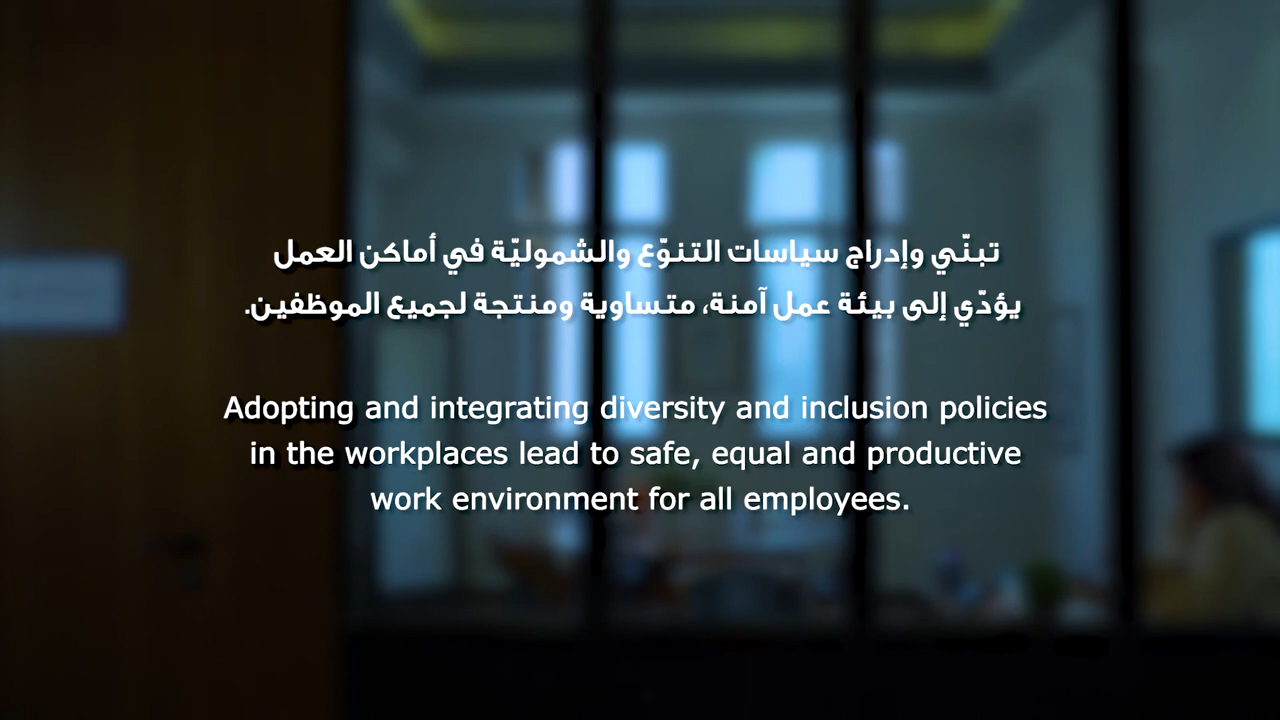 تبنّي وإدراج سياسات التنوّع والشموليّة في أماكن العمل
يؤدّي إلى بيئة عمل آمنة، متساوية ومنتجة لجميع الموظفين.
Adopting and integrating diversity and inclusion policies
in the workplaces lead to safe, equal and productive
work environment for all employees.